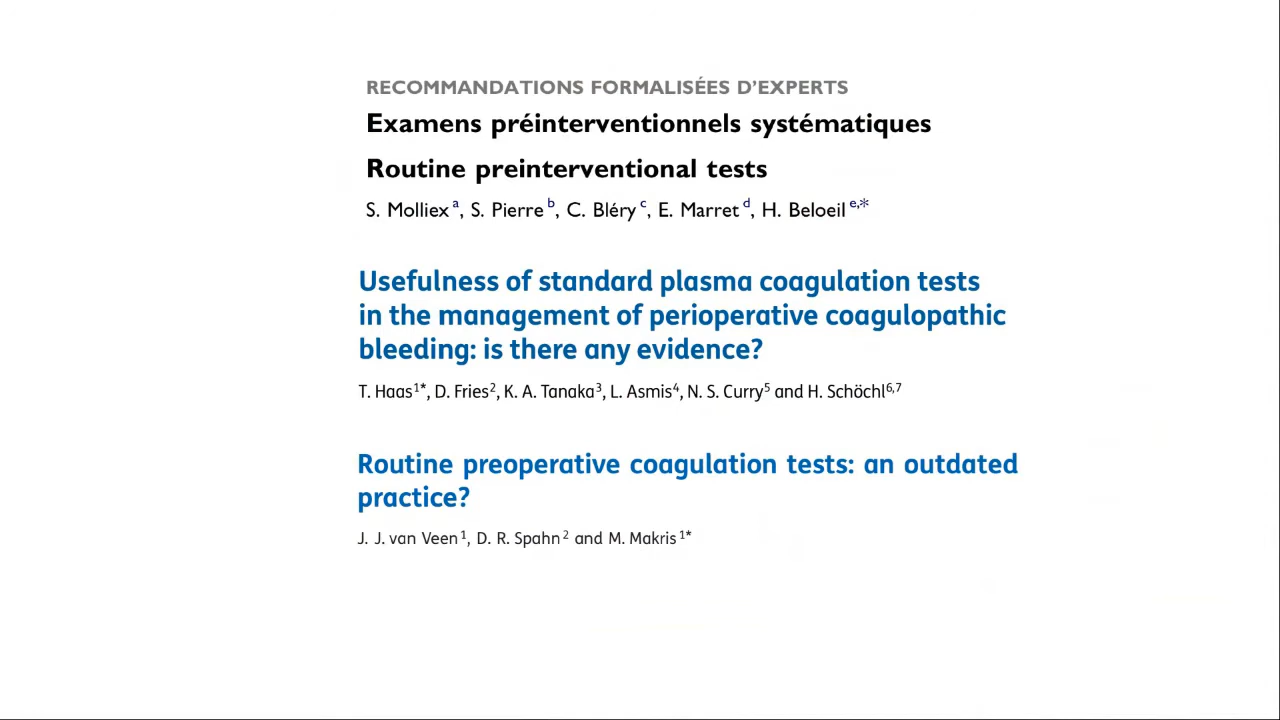 RECOMMANDATIONS FORMALISÉES D’EXPERTS
Examens préinterventionnels systématiques
Routine preinterventional tests
S. Molliex a, S. Pierre b, C. Bléry c, E. Marret d, H. Beloeil e,*
Usefulness of standard plasma coagulation tests
in the management of perioperative coagulopathic
bleeding: is there any evidence?
T. Haas1*, D. Fries2, K. A. Tanaka3, L. Asmis4, N. S. Curry5 and H. Schöchl6,7
Routine preoperative coagulation tests: an outdated
practice?
J. J. van Veen1, D. R. Spahn2 and M. Makris1*